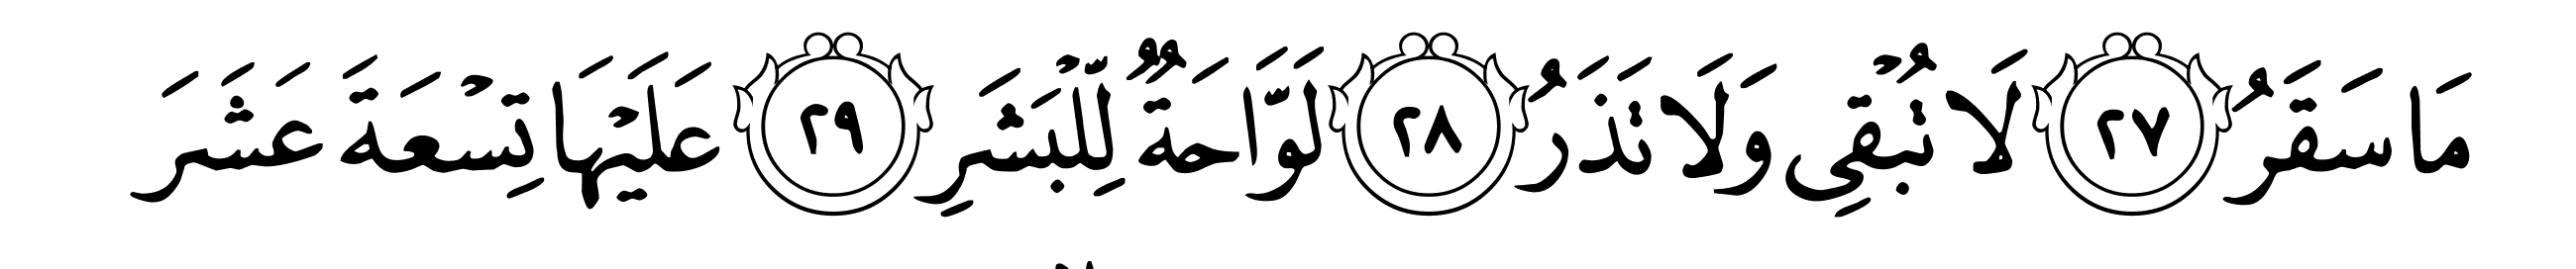 مَا سَقَرُ ٢٧ لَا تُبْقِى وَلَا تَذَرُ ٢٨ لَوَّاحَةٌ لِّلْبَشَرِ ٢٩ عَلَيْهَا تِسْعَةَ عَشَرَ